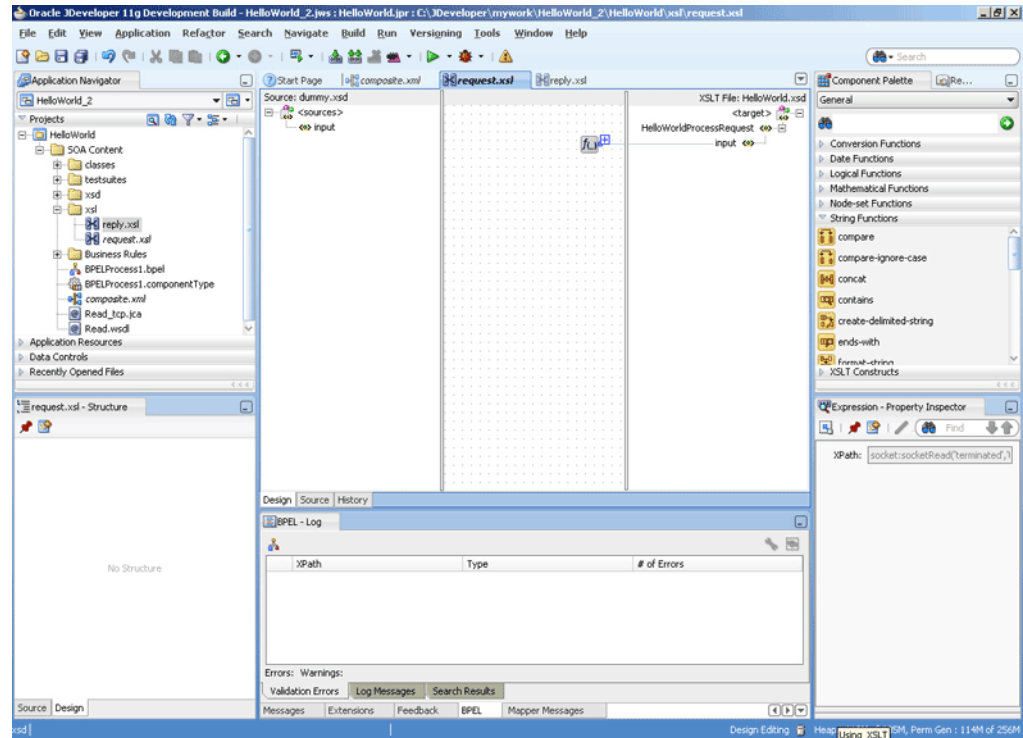 Oracle JDeveloper 11g Development Build - HelloWorld_2.jws : HelloWorld.jpr : C:\JDeveloper\mywork\HelloWorld_2\HelloWorld\xsl\request.xsl
File Edit View Application Refactor Search Navigate Build Run Versioning Tools Window Help
Search
Application Navigator
HelloWorld_2
Projects
HelloWorld
SOA Content
classes
testsuites
xsd
xsl
reply.xsl
request.xsl
Business Rules
BPELProcess1.bpel
BPELProcess1.componentType
composite.xml
Read_tcp.jca
Read.wsdl
Application Resources
Data Controls
Recently Opened Files
request.xsl - Structure
No Structure
Source Design
Start Page composite.xml request.xsl reply.xsl
Source: dummy.xsd
<sources>
input
XSLT File: HelloWorld.xsd
<target>
HelloWorldProcessRequest
input
Design Source History
BPEL - Log
XPath Type # of Errors
Errors: Warnings:
Validation Errors Log Messages Search Results
Messages Extensions Feedback BPEL Mapper Messages
Component Palette Re...
General
Conversion Functions
Date Functions
Logical Functions
Mathematical Functions
Node-set Functions
String Functions
compare
compare-ignore-case
concat
contains
create-delimited-string
ends-with
format-string
XSLT Constructs
Expression - Property Inspector
Find
XPath: socket:socketRead('terminated','
xsd
Design Editing
Heap
Using XSLT
Perm Gen : 114M of 256M